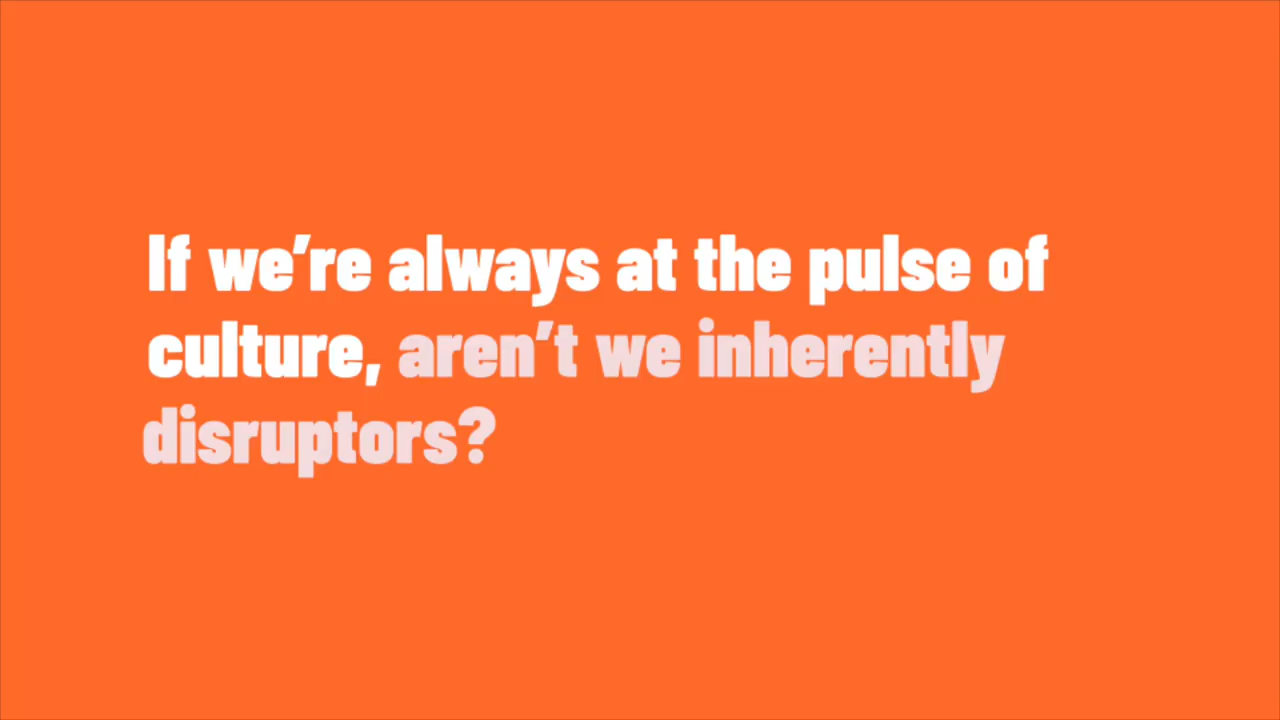 If we’re always at the pulse of
culture, aren’t we inherently
disruptors?